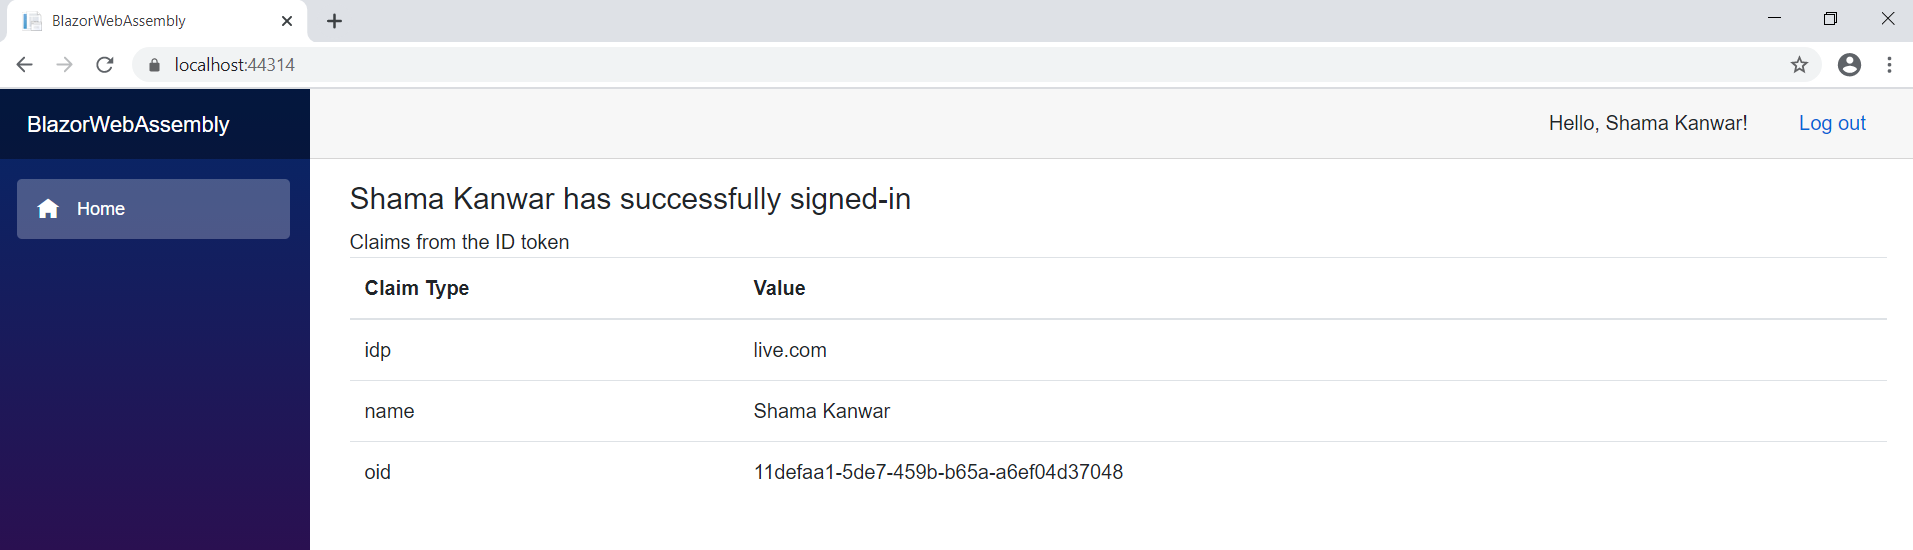 BlazorWebAssembly
localhost:44314
BlazorWebAssembly
Hello, Shama Kanwar! Log out
Home
Shama Kanwar has successfully signed-in
Claims from the ID token
Claim Type Value
idp live.com
name Shama Kanwar
oid 11defaa1-5de7-459b-b65a-a6ef04d37048